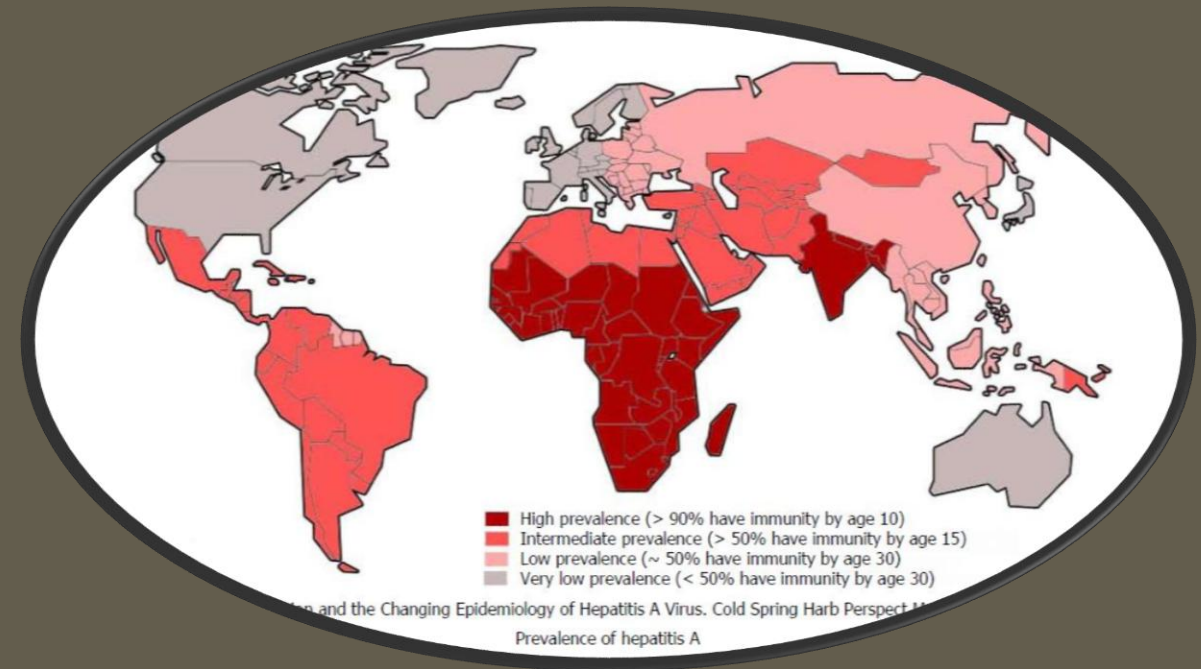 High prevalence (> 90% have immunity by age 10)
Intermediate prevalence (> 50% have immunity by age 15)
Low prevalence (~ 50% have immunity by age 30)
Very low prevalence (< 50% have immunity by age 30)
and the Changing Epidemiology of Hepatitis A Virus. Cold Spring Harb Perspect
Prevalence of hepatitis A